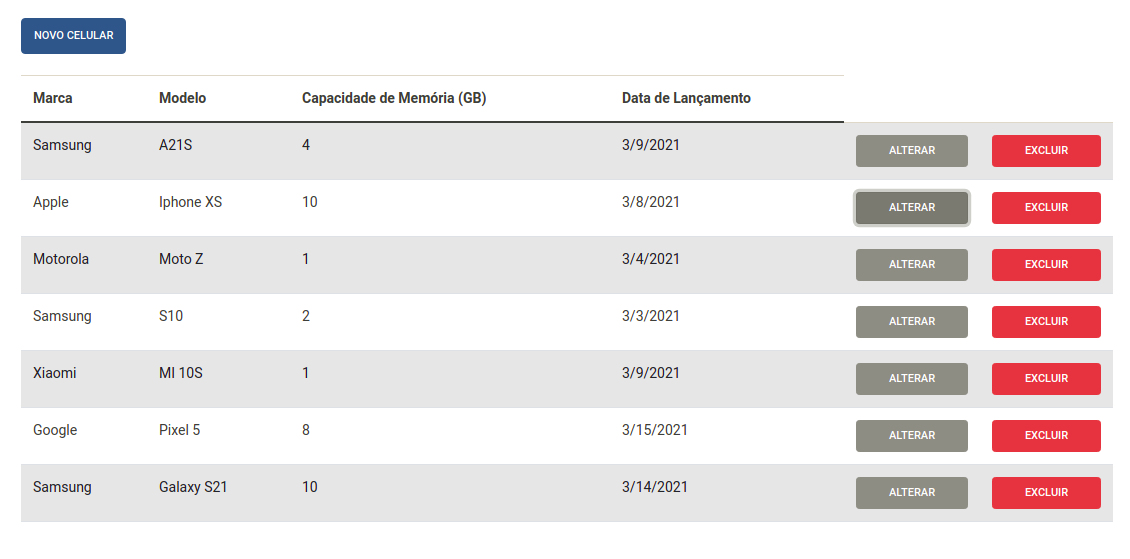 NOVO CELULAR
Marca Modelo Capacidade de Memória (GB) Data de Lançamento
Samsung A21S 4 3/9/2021 ALTERAR EXCLUIR
Apple Iphone XS 10 3/8/2021 ALTERAR EXCLUIR
Motorola Moto Z 1 3/4/2021 ALTERAR EXCLUIR
Samsung S10 2 3/3/2021 ALTERAR EXCLUIR
Xiaomi MI 10S 1 3/9/2021 ALTERAR EXCLUIR
Google Pixel 5 8 3/15/2021 ALTERAR EXCLUIR
Samsung Galaxy S21 10 3/14/2021 ALTERAR EXCLUIR